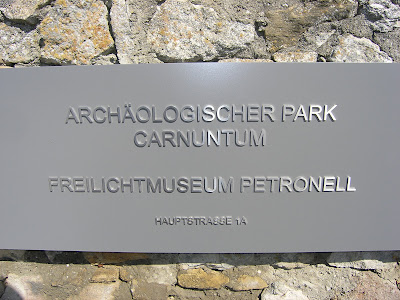 ARCHÄOLOGISCHER PARK
CARNUNTUM
FREILICHTMUSEUM PETRONELL
HAUPTSTRASSE 1A